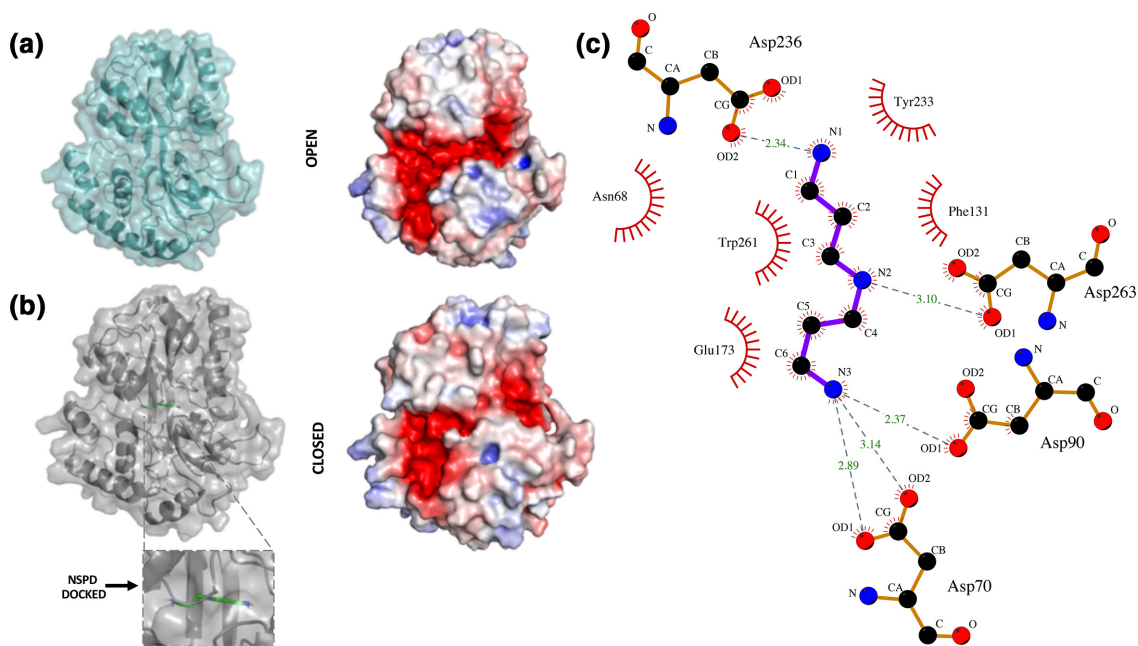 (a)
OPEN
(b)
CLOSED
NSPD
DOCKED
(c)
O
C
CA
CB
Asp236
OD1
CG
N
OD2
2.34
N1
Tyr233
Asn68
C1
C2
Trp261
C3
Phe131
N2
3.10
OD2
CB
O
C
CA
CG
Asp263
OD1
N
C5
C4
Glu173
C6
N3
N
OD2
CA
C
CG
CB
O
Asp90
OD1
2.37
3.14
2.89
OD2
CG
OD1
CB
N
CA
Asp70
C
O